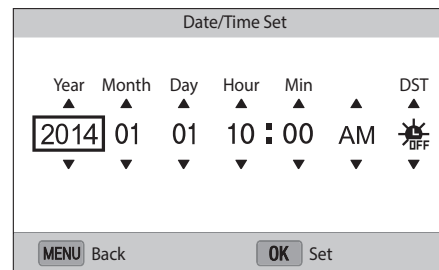 Date/Time Set
Year Month Day Hour Min DST
2014 01 01 10 : 00 AM OFF
MENU Back OK Set